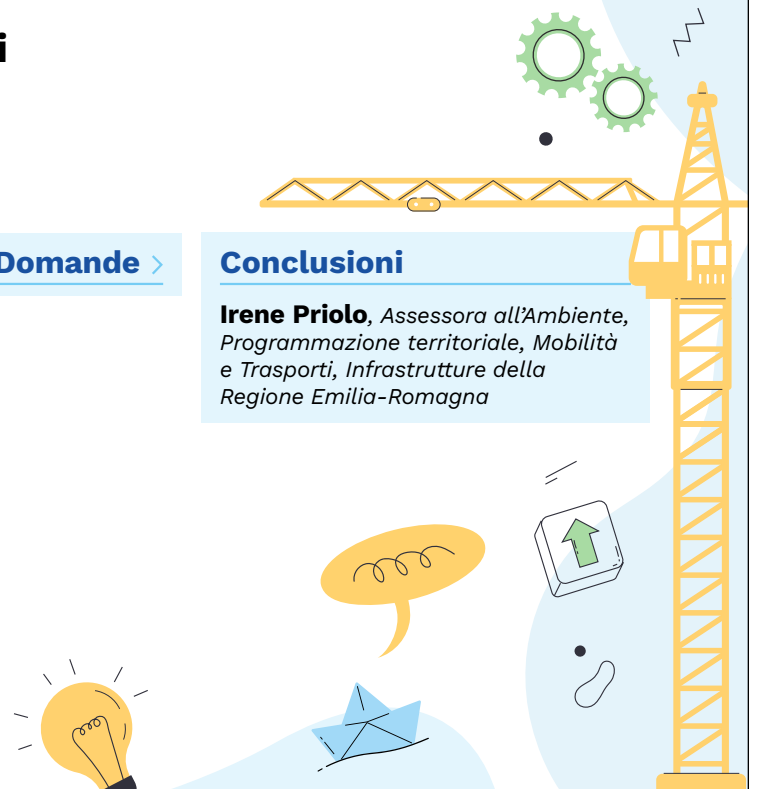 i
Domande >
Conclusioni
Irene Priolo, Assessora all’Ambiente,
Programmazione territoriale, Mobilità
e Trasporti, Infrastrutture della
Regione Emilia-Romagna